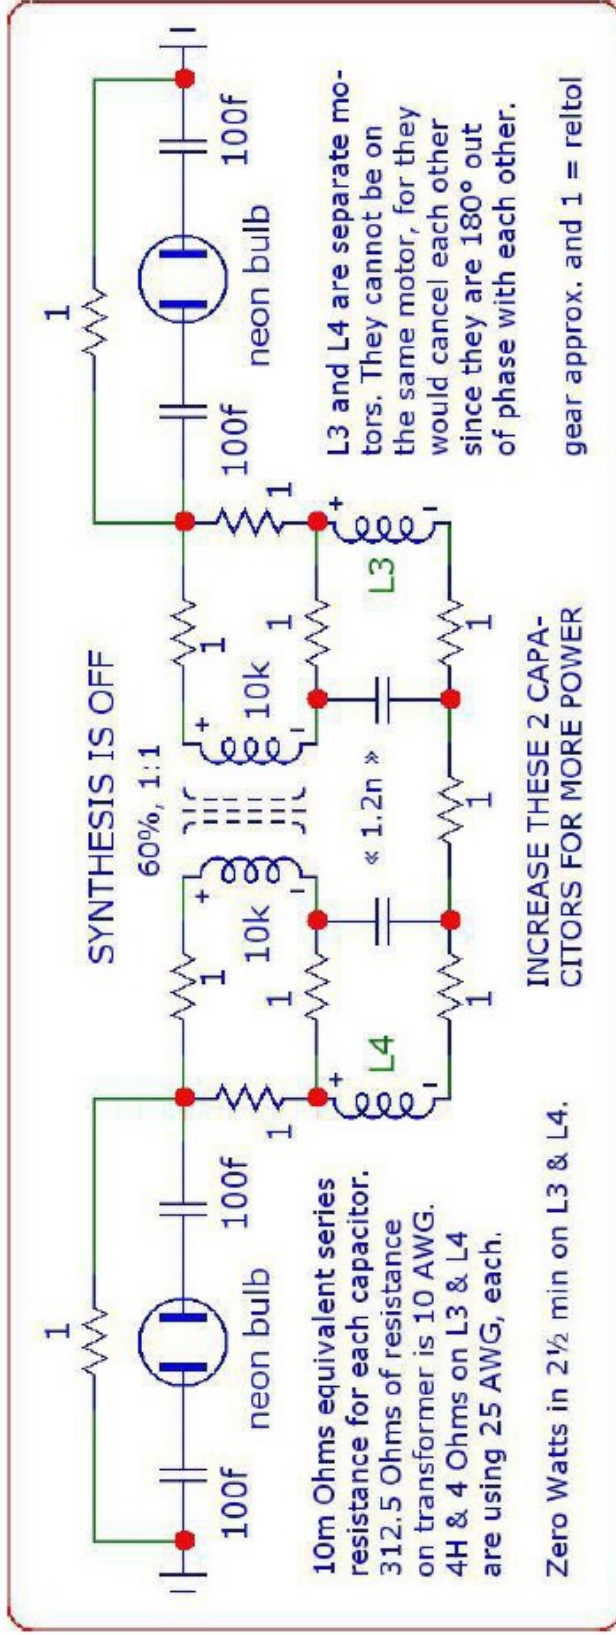 SYNTHESIS IS OFF
60%, 1:1
1
1
100f
neon bulb
100f
100f
neon bulb
100f
1
1
10k
10k
1
1
1
1
L4
« 1.2n »
L3
1
1
1
10m Ohms equivalent series
resistance for each capacitor.
312.5 Ohms of resistance
on transformer is 10 AWG.
4H & 4 Ohms on L3 & L4
are using 25 AWG, each.
Zero Watts in 2½ min on L3 & L4.
INCREASE THESE 2 CAPA-
CITORS FOR MORE POWER
L3 and L4 are separate mo-
tors. They cannot be on
the same motor, for they
would cancel each other
since they are 180° out
of phase with each other.
gear approx. and 1 = reltol